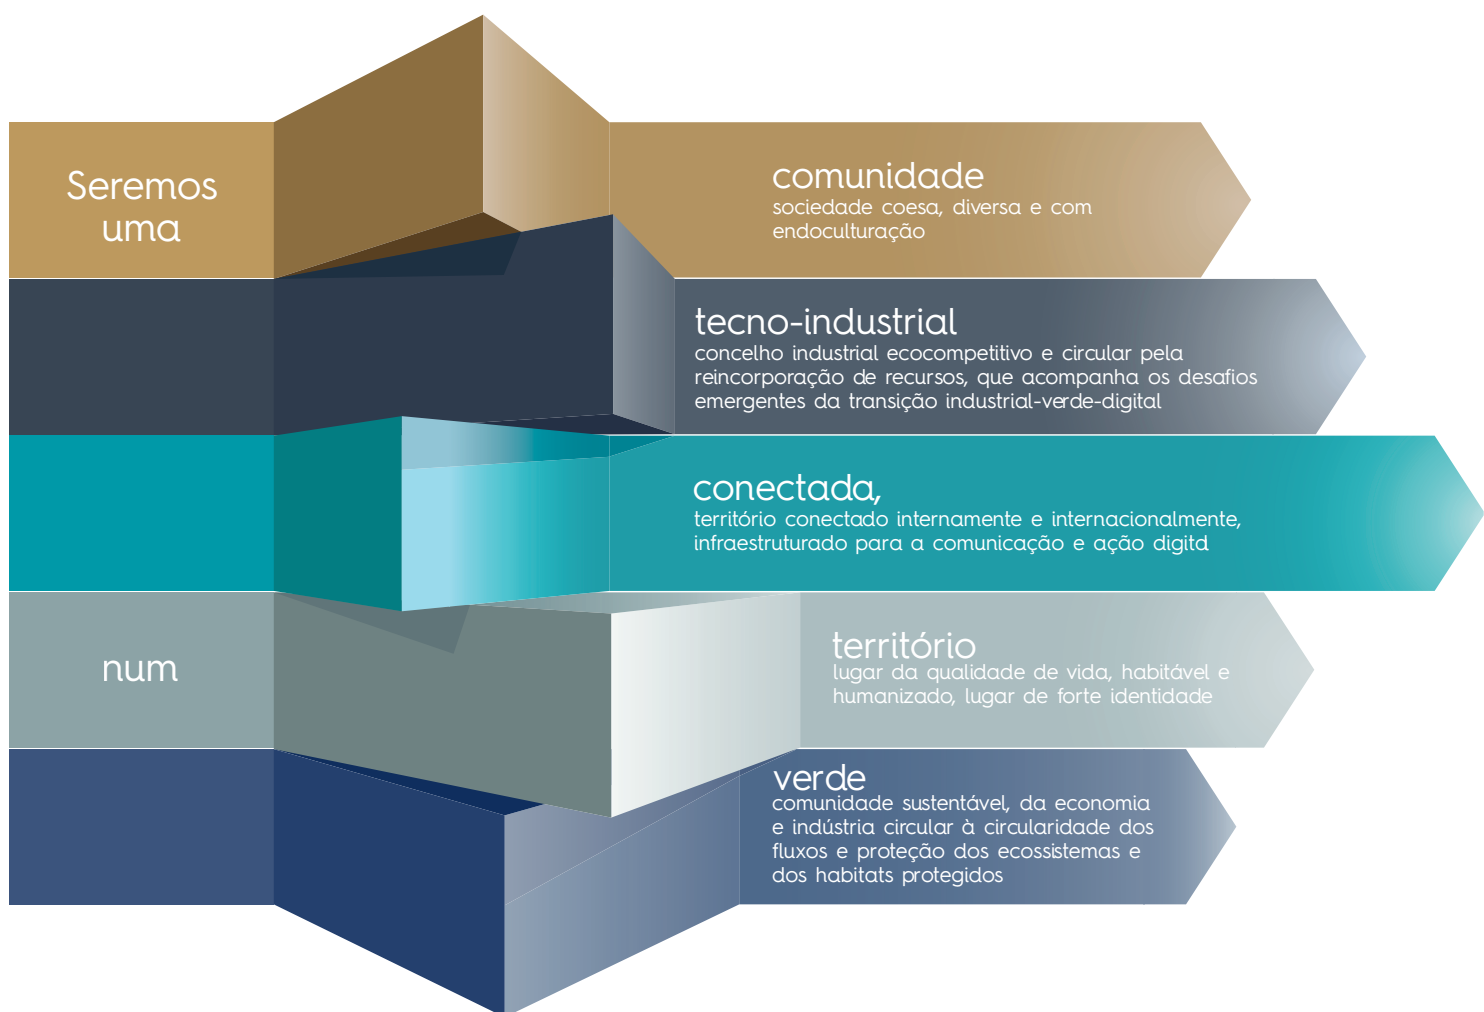 Seremos
uma
comunidade
sociedade coesa, diversa e com
endoculturação
tecno-industrial
concelho industrial ecocompetitivo e circular pela
reincorporação de recursos, que acompanha os desafios
emergentes da transição industrial-verde-digital
conectada,
território conectado internamente e internacionalmente,
infraestruturado para a comunicação e ação digitd
num
território
lugar da qualidade de vida, habitável e
humanizado, lugar de forte identidade
verde
comunidade sustentável, da economia
e indústria circular à circularidade dos
fluxos e proteção dos ecossistemas e
dos habitats protegidos